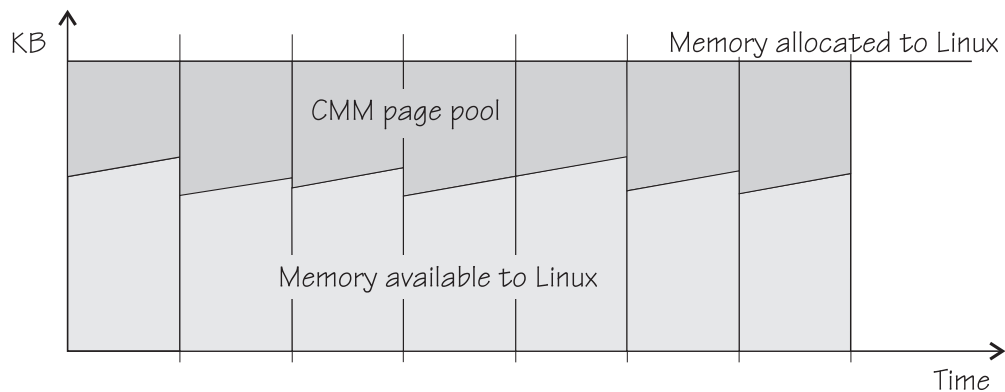 KB
Memory allocated to Linux
CMM page pool
Memory available to Linux
Time